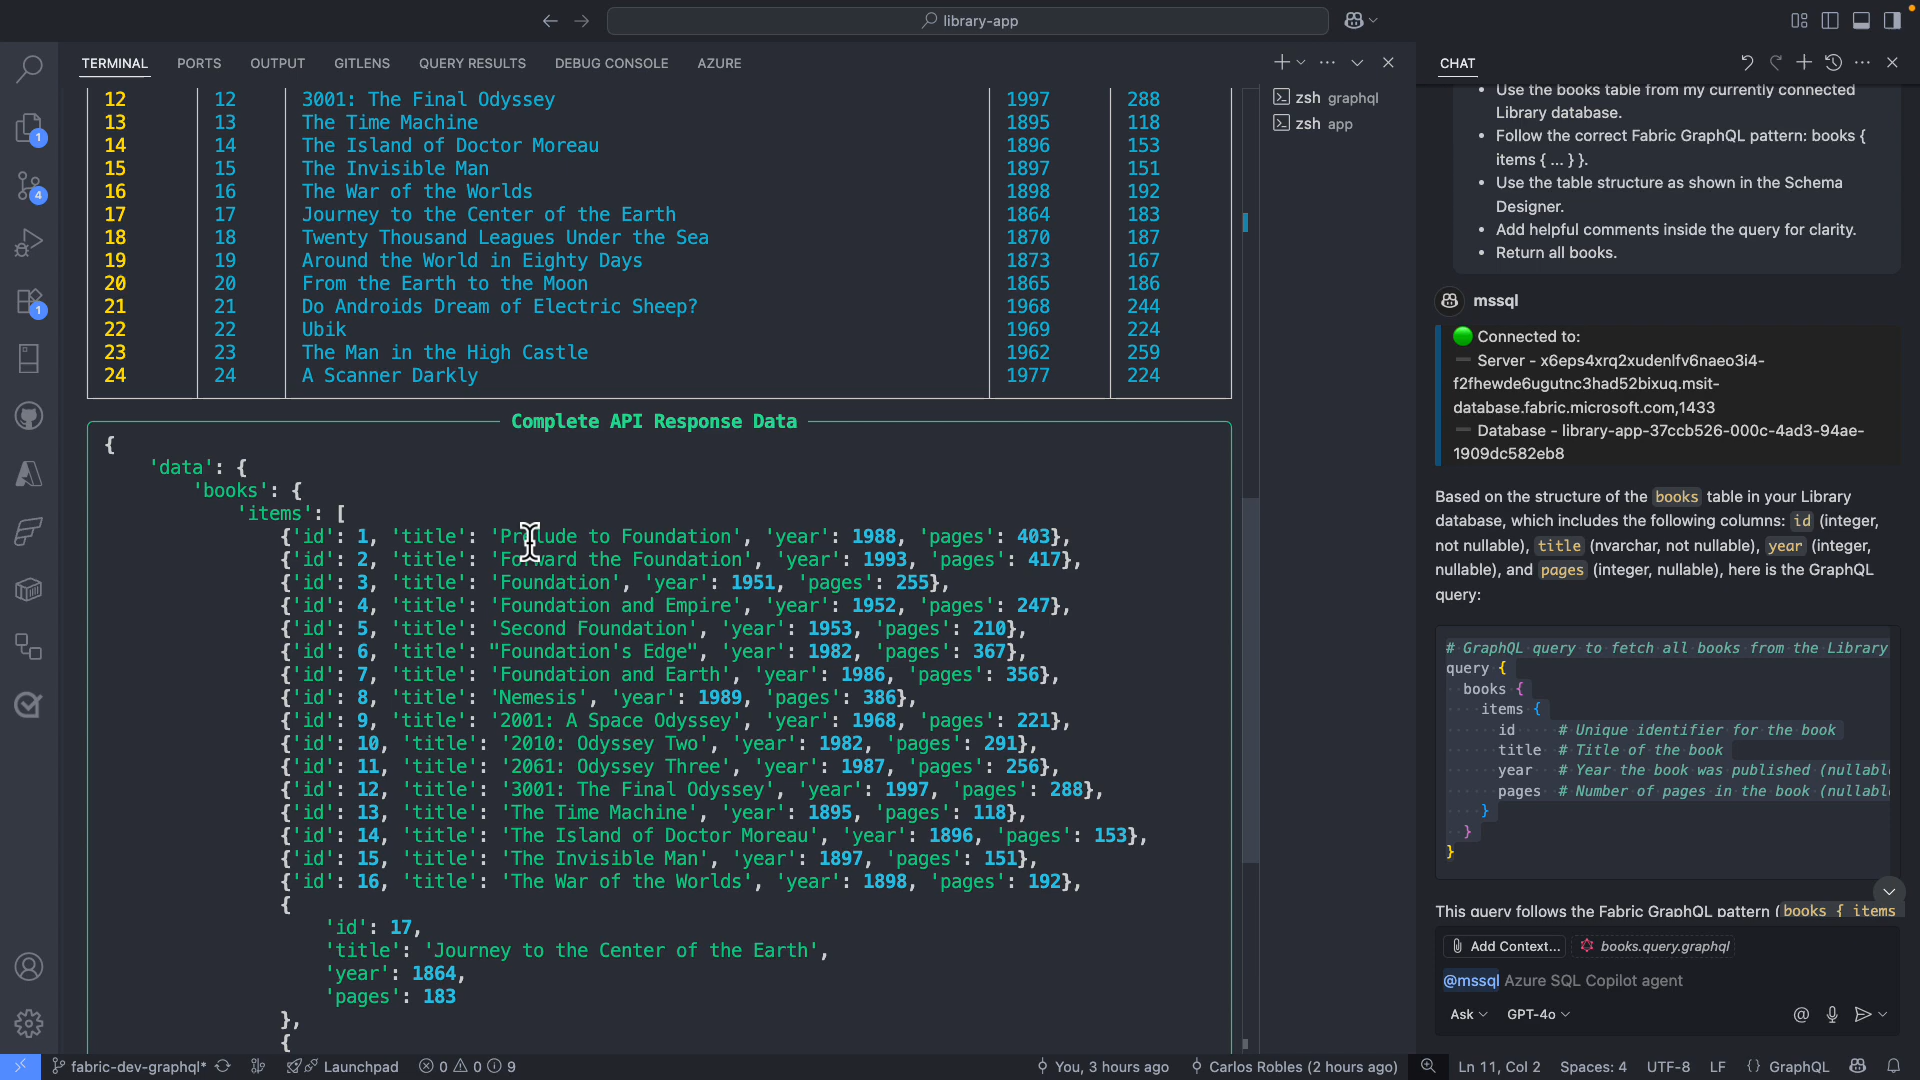 library-app
TERMINAL PORTS OUTPUT GITLENS QUERY RESULTS DEBUG CONSOLE AZURE
12 12 3001: The Final Odyssey 1997 288
13 13 The Time Machine 1895 118
14 14 The Island of Doctor Moreau 1896 153
15 15 The Invisible Man 1897 151
16 16 The War of the Worlds 1898 192
17 17 Journey to the Center of the Earth 1864 183
18 18 Twenty Thousand Leagues Under the Sea 1870 187
19 19 Around the World in Eighty Days 1873 167
20 20 From the Earth to the Moon 1865 186
21 21 Do Androids Dream of Electric Sheep? 1968 244
22 22 Ubik 1969 224
23 23 The Man in the High Castle 1962 259
24 24 A Scanner Darkly 1977 224
Complete API Response Data
{
'data': {
'books': {
'items': [
{'id': 1, 'title': 'Prelude to Foundation', 'year': 1988, 'pages': 403},
{'id': 2, 'title': 'Forward the Foundation', 'year': 1993, 'pages': 417},
{'id': 3, 'title': 'Foundation', 'year': 1951, 'pages': 255},
{'id': 4, 'title': 'Foundation and Empire', 'year': 1952, 'pages': 247},
{'id': 5, 'title': 'Second Foundation', 'year': 1953, 'pages': 210},
{'id': 6, 'title': "Foundation's Edge", 'year': 1982, 'pages': 367},
{'id': 7, 'title': 'Foundation and Earth', 'year': 1986, 'pages': 356},
{'id': 8, 'title': 'Nemesis', 'year': 1989, 'pages': 386},
{'id': 9, 'title': '2001: A Space Odyssey', 'year': 1968, 'pages': 221},
{'id': 10, 'title': '2010: Odyssey Two', 'year': 1982, 'pages': 291},
{'id': 11, 'title': '2061: Odyssey Three', 'year': 1987, 'pages': 256},
{'id': 12, 'title': '3001: The Final Odyssey', 'year': 1997, 'pages': 288},
{'id': 13, 'title': 'The Time Machine', 'year': 1895, 'pages': 118},
{'id': 14, 'title': 'The Island of Doctor Moreau', 'year': 1896, 'pages': 153},
{'id': 15, 'title': 'The Invisible Man', 'year': 1897, 'pages': 151},
{'id': 16, 'title': 'The War of the Worlds', 'year': 1898, 'pages': 192},
{
'id': 17,
'title': 'Journey to the Center of the Earth',
'year': 1864,
'pages': 183
},
{
zsh graphql
zsh app
CHAT
• Use the books table from my currently connected
Library database.
• Follow the correct Fabric GraphQL pattern: books {
items { ... } }.
• Use the table structure as shown in the Schema
Designer.
• Add helpful comments inside the query for clarity.
• Return all books.
mssql
Connected to:
Server - x6eps4xrq2xudenlfv6naeo3i4-
f2fhewde6ugutnc3had52bixuq.msit-
database.fabric.microsoft.com,1433
Database - library-app-37ccb526-000c-4ad3-94ae-
1909dc582eb8
Based on the structure of the books table in your Library
database, which includes the following columns: id (integer,
not nullable), title (nvarchar, not nullable), year (integer,
nullable), and pages (integer, nullable), here is the GraphQL
query:
# GraphQL query to fetch all books from the Library
query {
books {
items {
id # Unique identifier for the book
title # Title of the book
year # Year the book was published (nullabl
pages # Number of pages in the book (nullabl
}
}
}
This query follows the Fabric GraphQL pattern (books { items
Add Context... books.query.graphql
@mssql Azure SQL Copilot agent
Ask GPT-4o
1
4
1
fabric-dev-graphql* Launchpad 0 0 9 You, 3 hours ago Carlos Robles (2 hours ago) Ln 11, Col 2 Spaces: 4 UTF-8 LF {} GraphQL